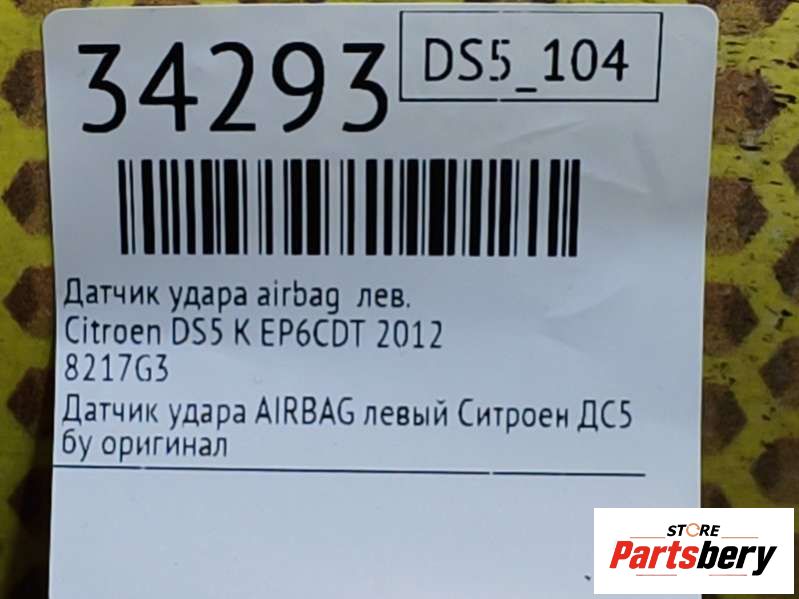 34293
DS5_104
Датчик удара airbag лев.
Citroen DS5 K EP6CDT 2012
8217G3
Датчик удара AIRBAG левый Ситроен ДС5
бу оригинал
STORE
Partsbery